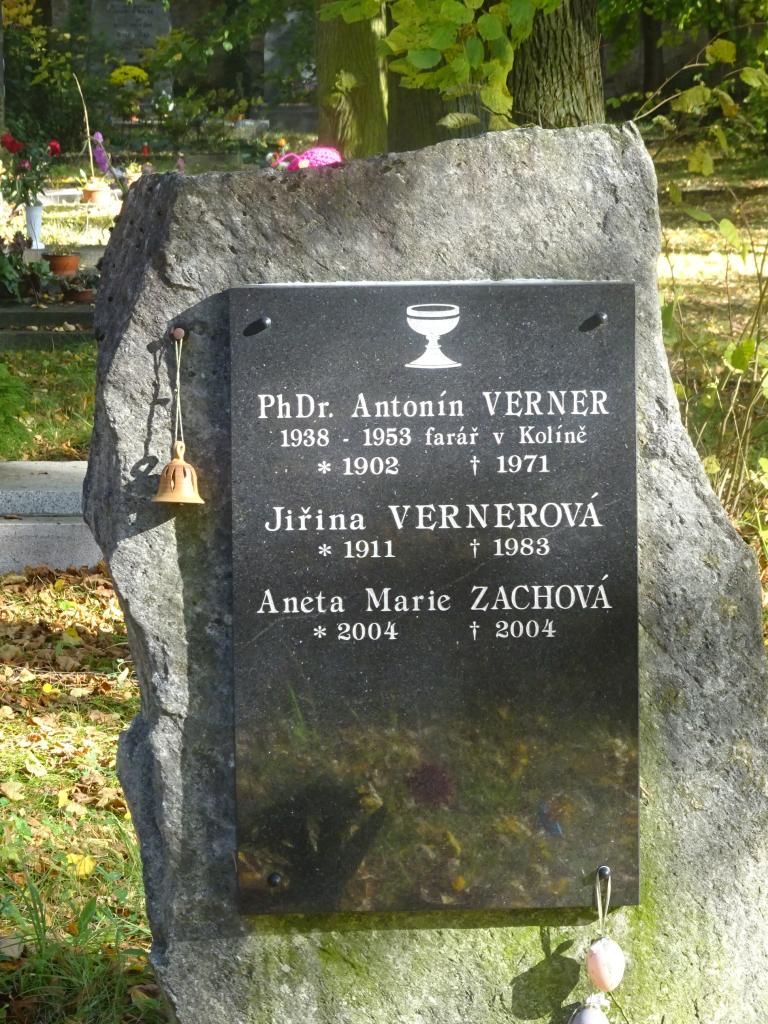 PhDr. Antonín VERNER
1938 - 1953 farář v Kolíně
* 1902 † 1971
Jiřina VERNEROVÁ
* 1911 † 1983
Aneta Marie ZACHOVÁ
* 2004 † 2004